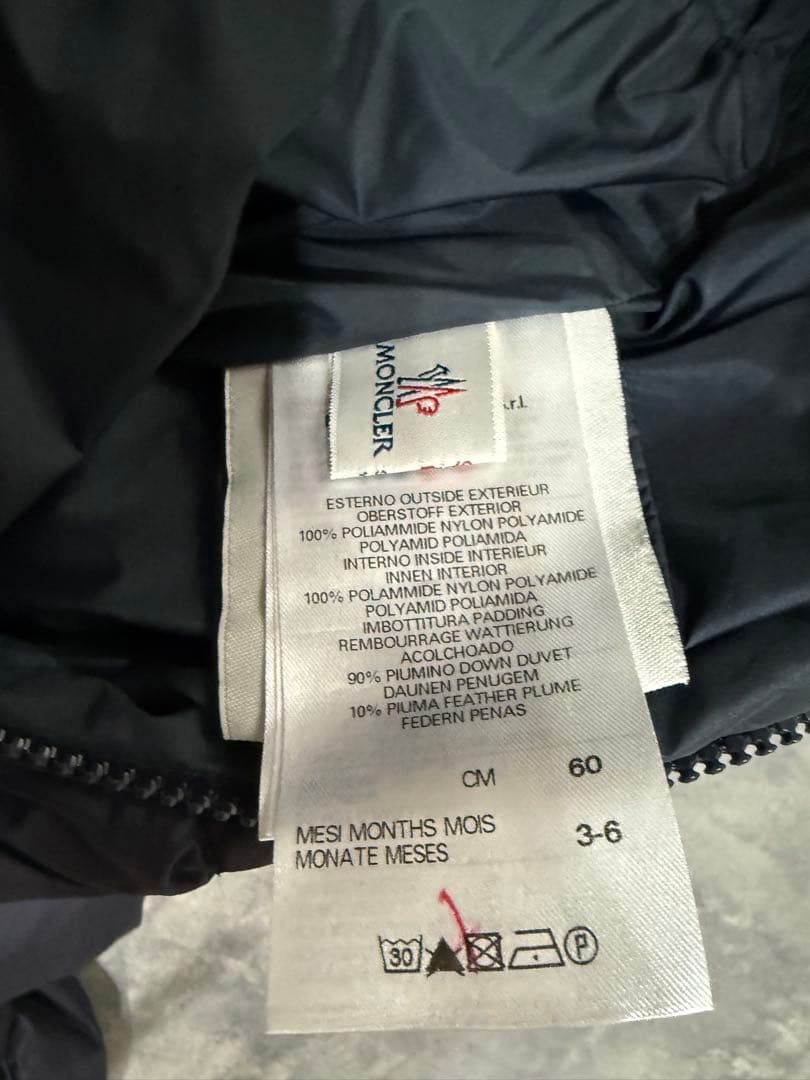 MONCLER
s.r.l.
ESTERNO OUTSIDE EXTERIEUR
OBERSTOFF EXTERIOR
100% POLIAMMIDE NYLON POLYAMIDE
POLYAMID POLIAMIDA
INTERNO INSIDE INTERIEUR
INNEN INTERIOR
100% POLAMMIDE NYLON POLYAMIDE
POLYAMID POLIAMIDA
IMBOTTITURA PADDING
REMBOURRAGE WATTIERUNG
ACOLCHOADO
90% PIUMINO DOWN DUVET
DAUNEN PENUGEM
10% PIUMA FEATHER PLUME
FEDERN PENAS
CM 60
MESI MONTHS MOIS 3-6
MONATE MESES
30 P